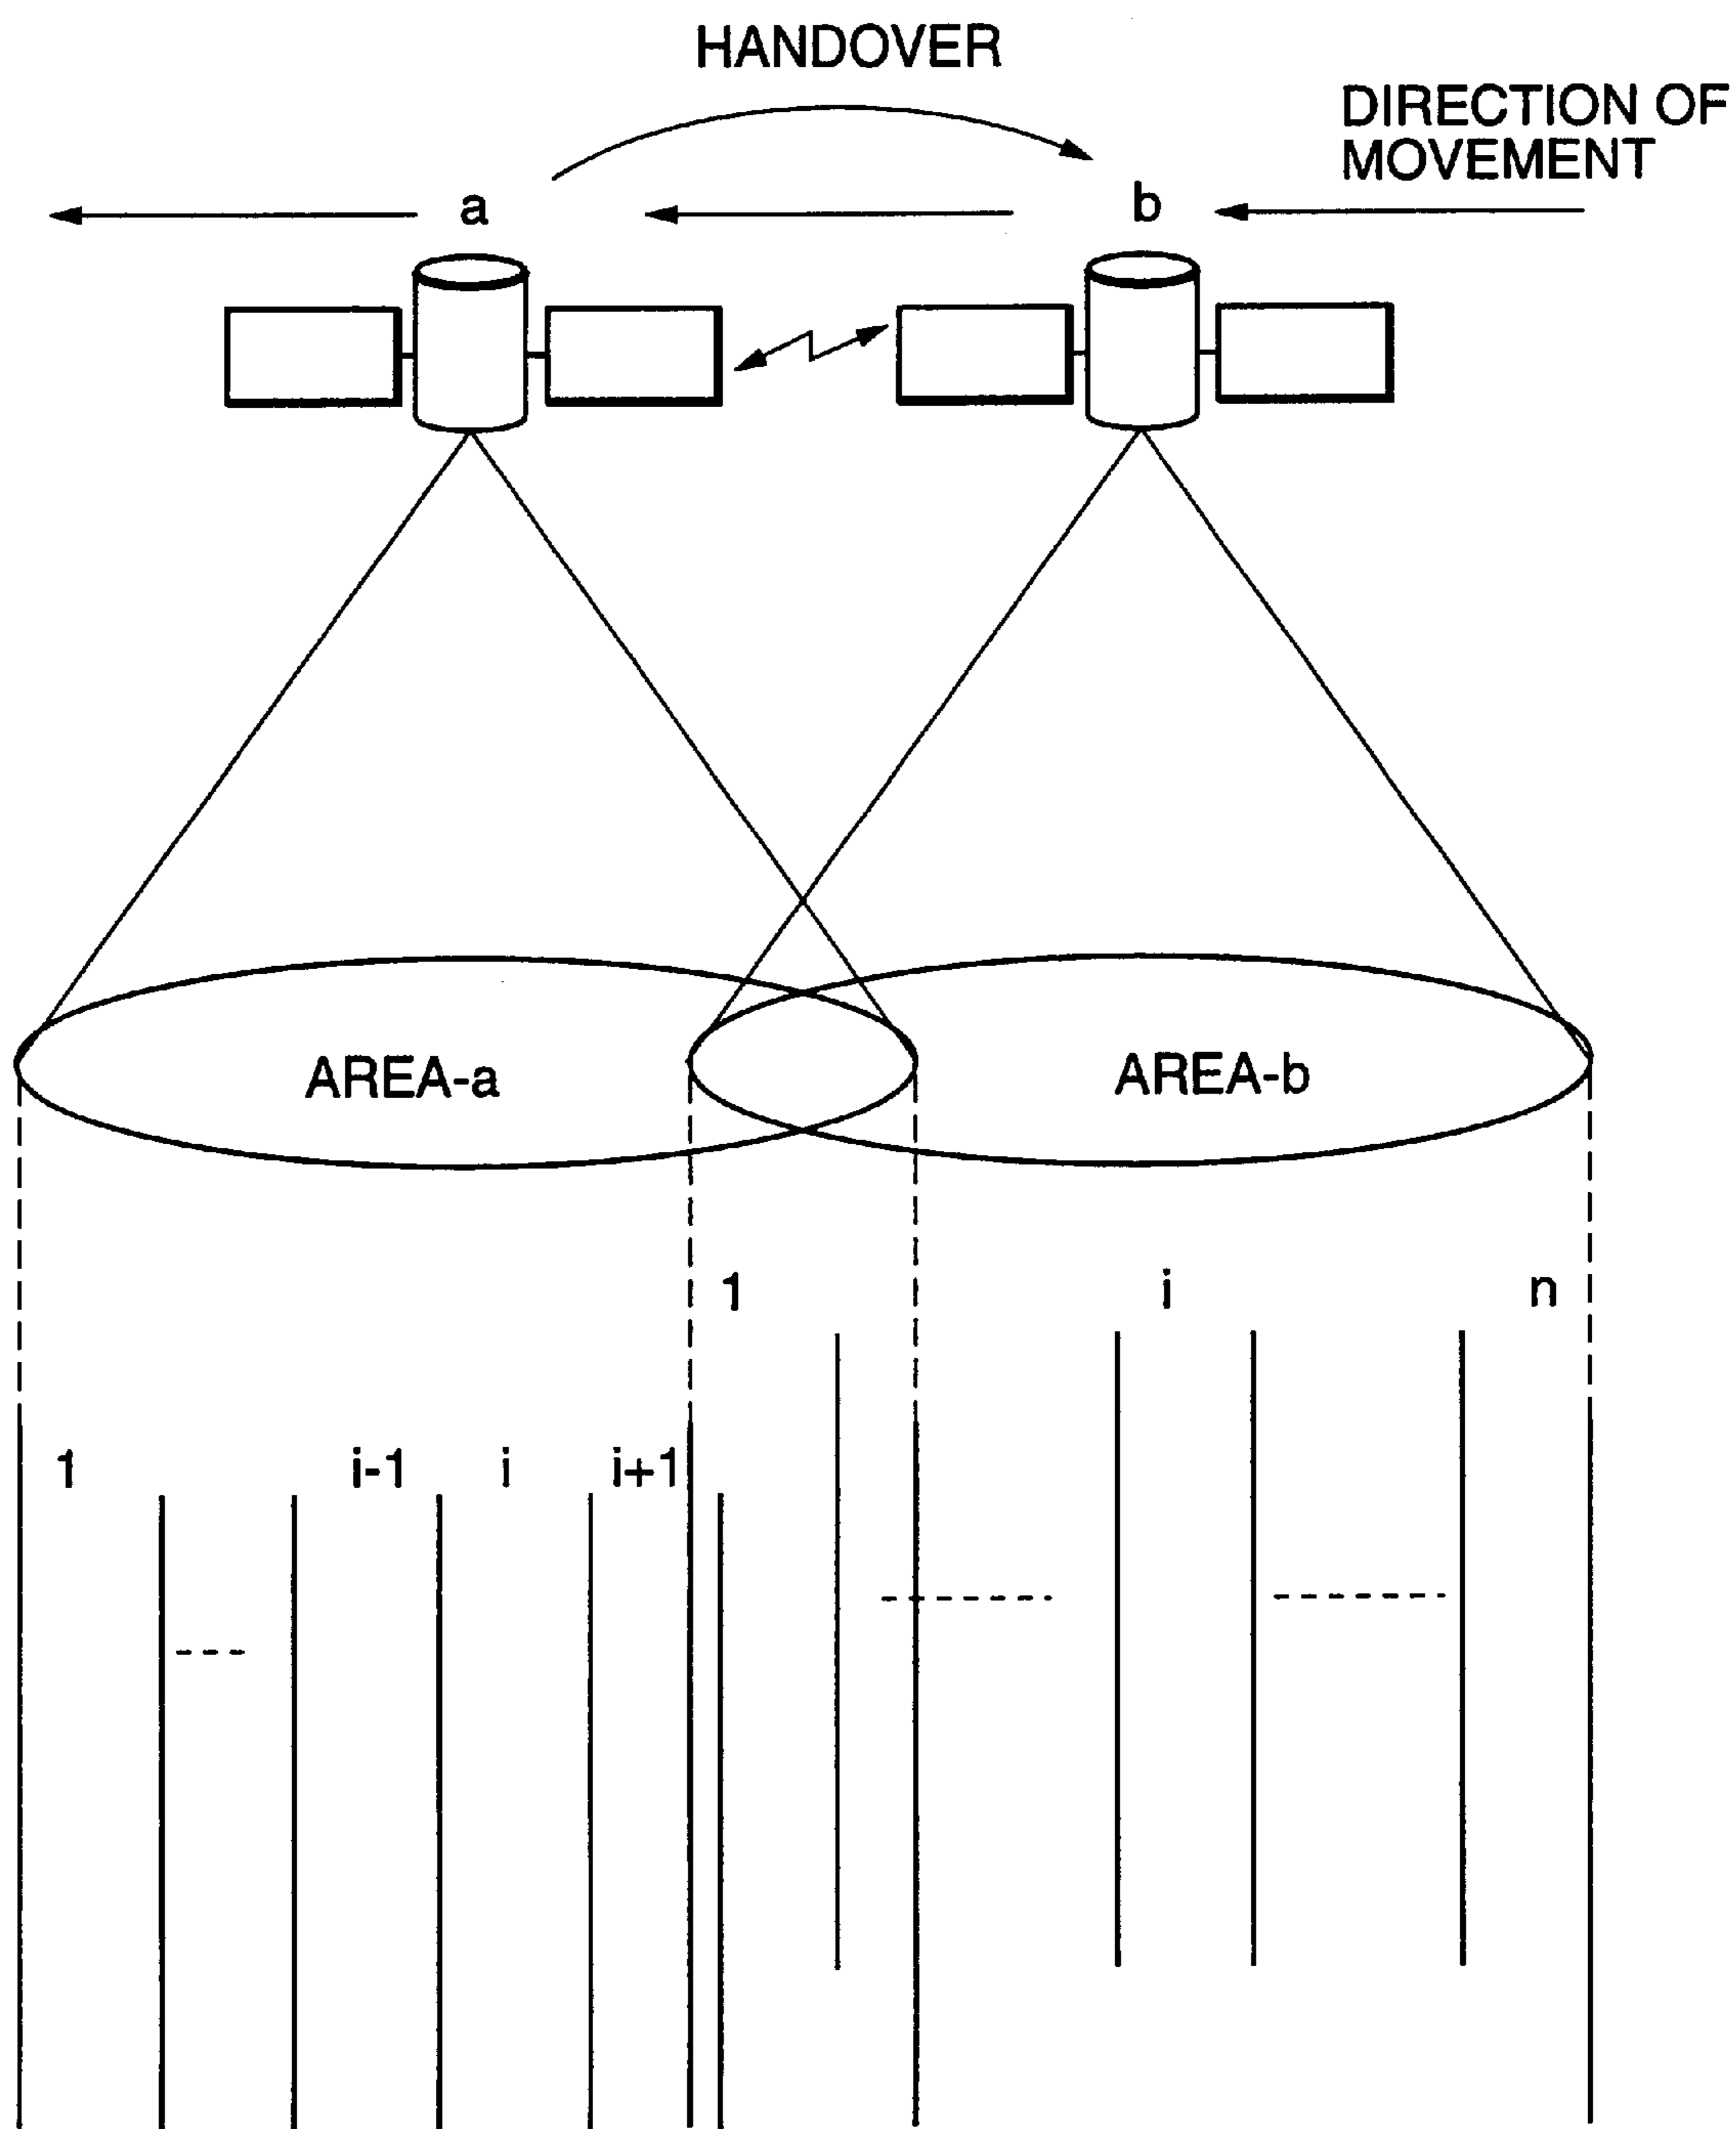 HANDOVER
DIRECTION OF
MOVEMENT
a
b
AREA-a
AREA-b
1
i
n
1
i-1
i
i+1